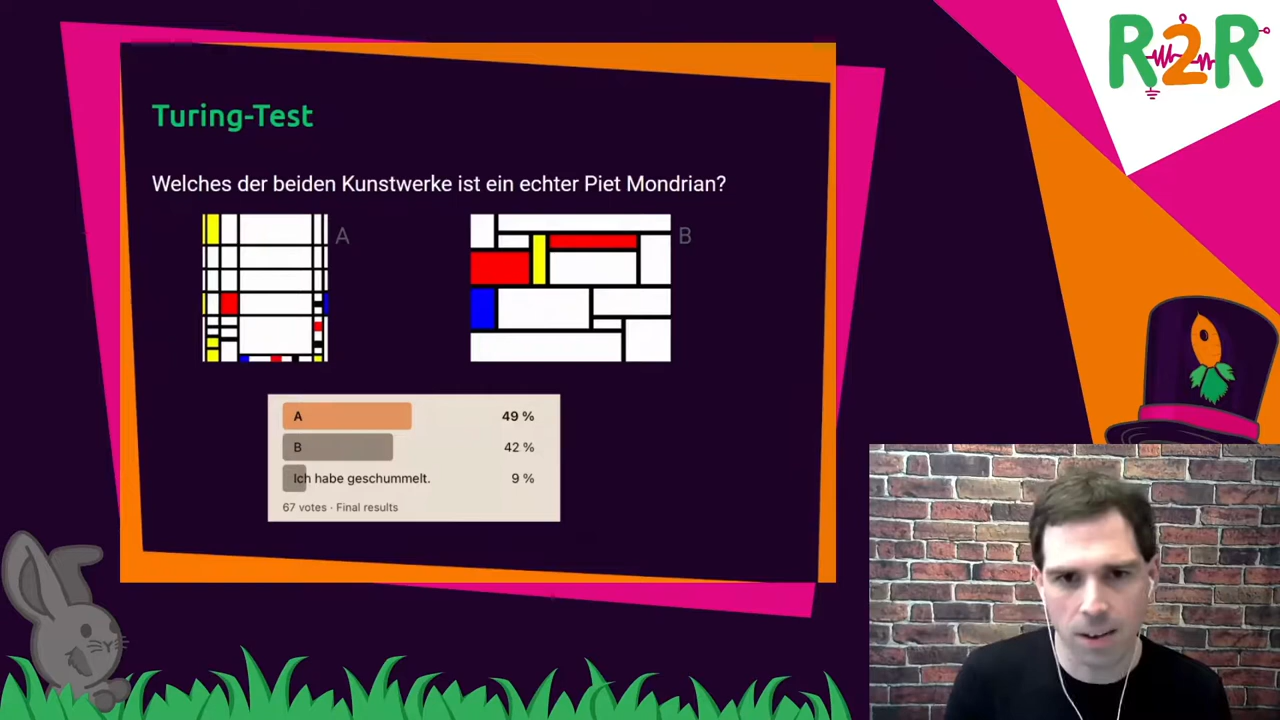 R2R
Turing-Test
Welches der beiden Kunstwerke ist ein echter Piet Mondrian?
A
B
A 49 %
B 42 %
Ich habe geschummelt. 9 %
67 votes · Final results